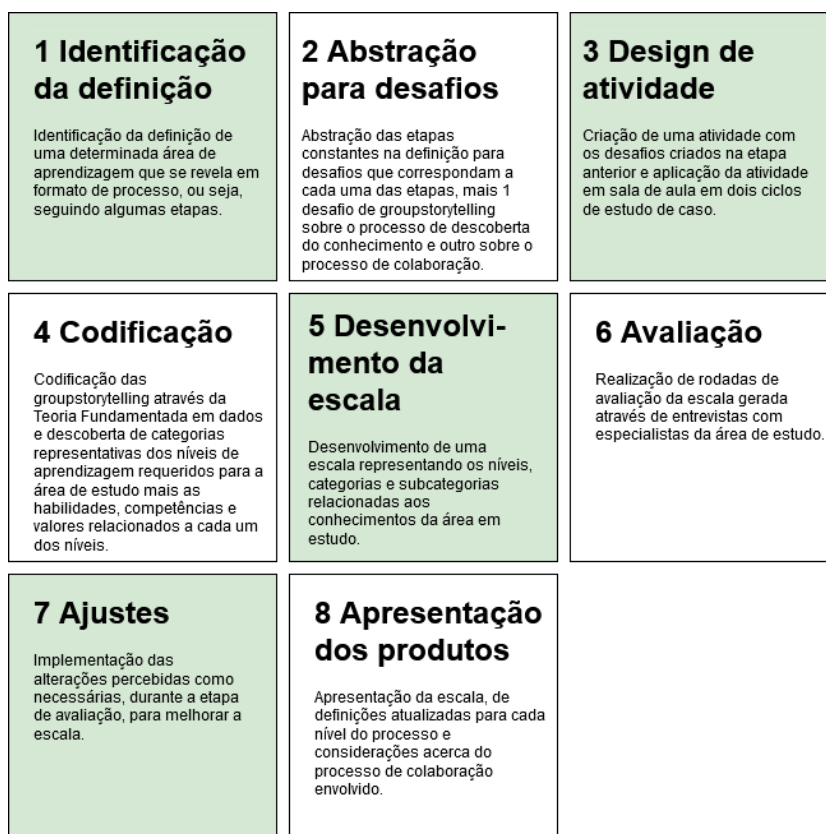 1 Identificação
da definição
Identificação da definição de
uma determinada área de
aprendizagem que se revela em
formato de processo, ou seja,
seguindo algumas etapas.
2 Abstração
para desafios
Abstração das etapas
constantes na definição para
desafios que correspondam a
cada uma das etapas, mais 1
desafio de groupstorytelling
sobre o processo de descoberta
do conhecimento e outro sobre o
processo de colaboração.
3 Design de
atividade
Criação de uma atividade com
os desafios criados na etapa
anterior e aplicação da atividade
em sala de aula em dois ciclos
de estudo de caso.
4 Codificação
Codificação das
groupstorytelling através da
Teoria Fundamentada em dados
e descoberta de categorias
representativas dos níveis de
aprendizagem requeridos para a
área de estudo mais as
habilidades, competências e
valores relacionados a cada um
dos níveis.
5 Desenvolvi-
mento da
escala
Desenvolvimento de uma
escala representando os níveis,
categorias e subcategorias
relacionadas aos
conhecimentos da área em
estudo.
6 Avaliação
Realização de rodadas de
avaliação da escala gerada
através de entrevistas com
especialistas da área de estudo.
7 Ajustes
Implementação das
alterações percebidas como
necessárias, durante a etapa
de avaliação, para melhorar a
escala.
8 Apresentação
dos produtos
Apresentação da escala, de
definições atualizadas para cada
nível do processo e
considerações acerca do
processo de colaboração
envolvido.